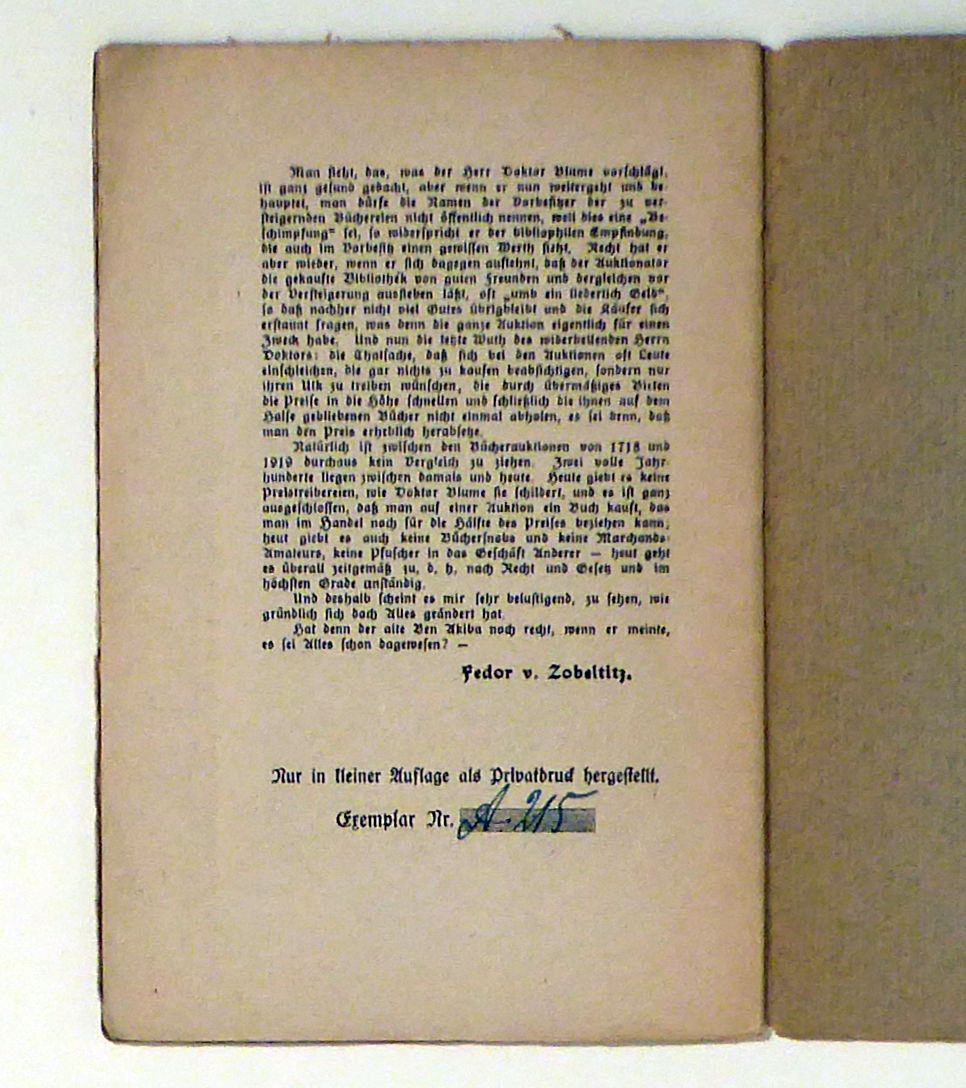 Man sieht, das, was der Herr Doktor Blume vorschlägt,
ist ganz gesund gedacht, aber wenn er nun weitergeht und be-
hauptet, man dürfe die Namen der Vorbesitzer der zu ver-
steigernden Büchereien nicht öffentlich nennen, weil dies eine „Be-
schimpfung“ sei, so widerspricht er der bibliophilen Empfindung,
die auch im Vorbesitz einen gewissen Werth sieht. Recht hat er
aber wieder, wenn er sich dagegen auflehnt, daß der Auktionator
die gekaufte Bibliothek von guten Freunden und dergleichen vor
der Versteigerung auskleben läßt, oft „umb ein liederlich Geld“,
so daß nachher nicht viel Gutes übrigbleibt und die Käufer sich
erstaunt fragen, was denn die ganze Auktion eigentlich für einen
Zweck habe. Und nun die letzte Wuth des widerbellenden Herrn
Doktors: die Thatsache, daß sich bei den Auktionen oft Leute
einschleichen, die gar nichts zu kaufen beabsichtigen, sondern nur
ihren Ulk zu treiben wünschen, die durch übermäßiges Bieten
die Preise in die Höhe schnellen und schließlich die ihnen auf dem
Halse gebliebenen Bücher nicht einmal abholen, es sei denn, daß
man den Preis erheblich herabsetze.
Natürlich ist zwischen den Bücherauktionen von 1718 und
1919 durchaus kein Vergleich zu ziehen. Zwei volle Jahr-
hunderte liegen zwischen damals und heute. Heute giebt es keine
Preistreibereien, wie Doktor Blume sie schildert, und es ist ganz
ausgeschlossen, daß man auf einer Auktion ein Buch kauft, das
man im Handel noch für die Hälfte des Preises beziehen kann;
heut giebt es auch keine Büchersnobs und keine Marchands-
Amateurs, keine Pfuscher in das Geschäft Anderer — heut geht
es überall zeitgemäß zu, d. h. nach Recht und Gesetz und im
höchsten Grade anständig.
Und deshalb scheint es mir sehr belustigend, zu sehen, wie
gründlich sich doch Alles geändert hat.
Hat denn der alte Ben Akiba noch recht, wenn er meinte,
es sei Alles schon dagewesen? —
Fedor v. Zobeltitz.
Nur in kleiner Auflage als Privatdruck hergestellt.
Exemplar Nr. A. 215